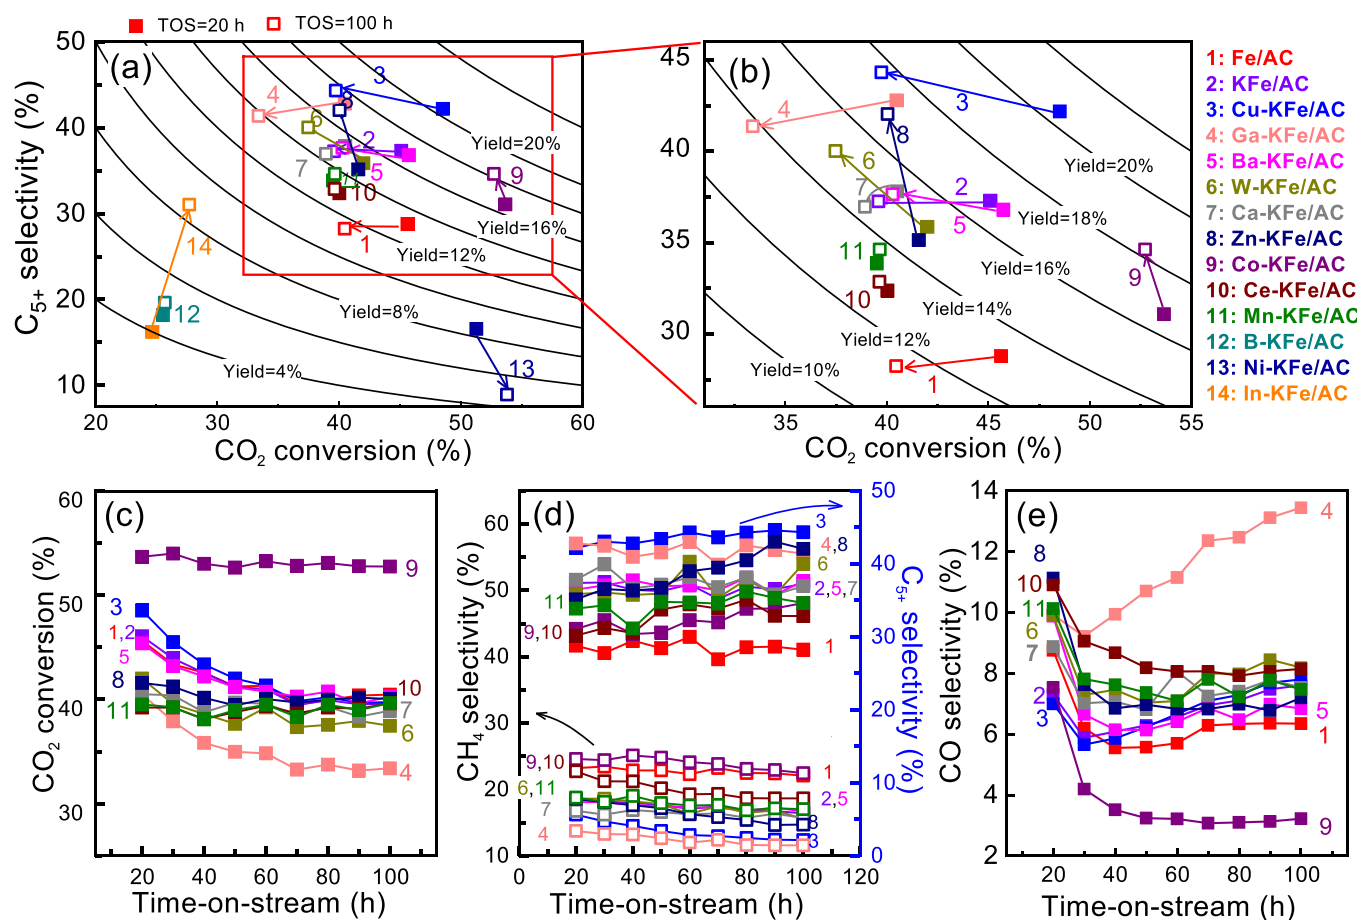 TOS=20 h TOS=100 h
(a)
C5+ selectivity (%)
50
40
30
20
10
20 30 40 50 60
CO2 conversion (%)
3
4
8
6
2
7
5
9
10
1
14
12
13
Yield=20%
Yield=16%
Yield=12%
Yield=8%
Yield=4%
(b)
45
40
35
30
35 40 45 50 55
CO2 conversion (%)
4
3
8
6
7
2
5
11
9
10
1
Yield=20%
Yield=18%
Yield=16%
Yield=14%
Yield=12%
Yield=10%
1: Fe/AC
2: KFe/AC
3: Cu-KFe/AC
4: Ga-KFe/AC
5: Ba-KFe/AC
6: W-KFe/AC
7: Ca-KFe/AC
8: Zn-KFe/AC
9: Co-KFe/AC
10: Ce-KFe/AC
11: Mn-KFe/AC
12: B-KFe/AC
13: Ni-KFe/AC
14: In-KFe/AC
(c)
CO2 conversion (%)
60
50
40
30
20 40 60 80 100
Time-on-stream (h)
9
3
1,2
5
8
11
10
7
6
4
(d)
CH4 selectivity (%)
60
50
40
30
20
10
0 20 40 60 80 100 120
Time-on-stream (h)
C5+ selectivity (%)
50
40
30
20
10
0
3
4,8
6
2,5,7
11
9,10
1
9,10
1
6,11
2,5
7
8
4
3
(e)
CO selectivity (%)
14
12
10
8
6
4
2
20 40 60 80 100
Time-on-stream (h)
4
8
10
11
6
7
2
3
5
1
9